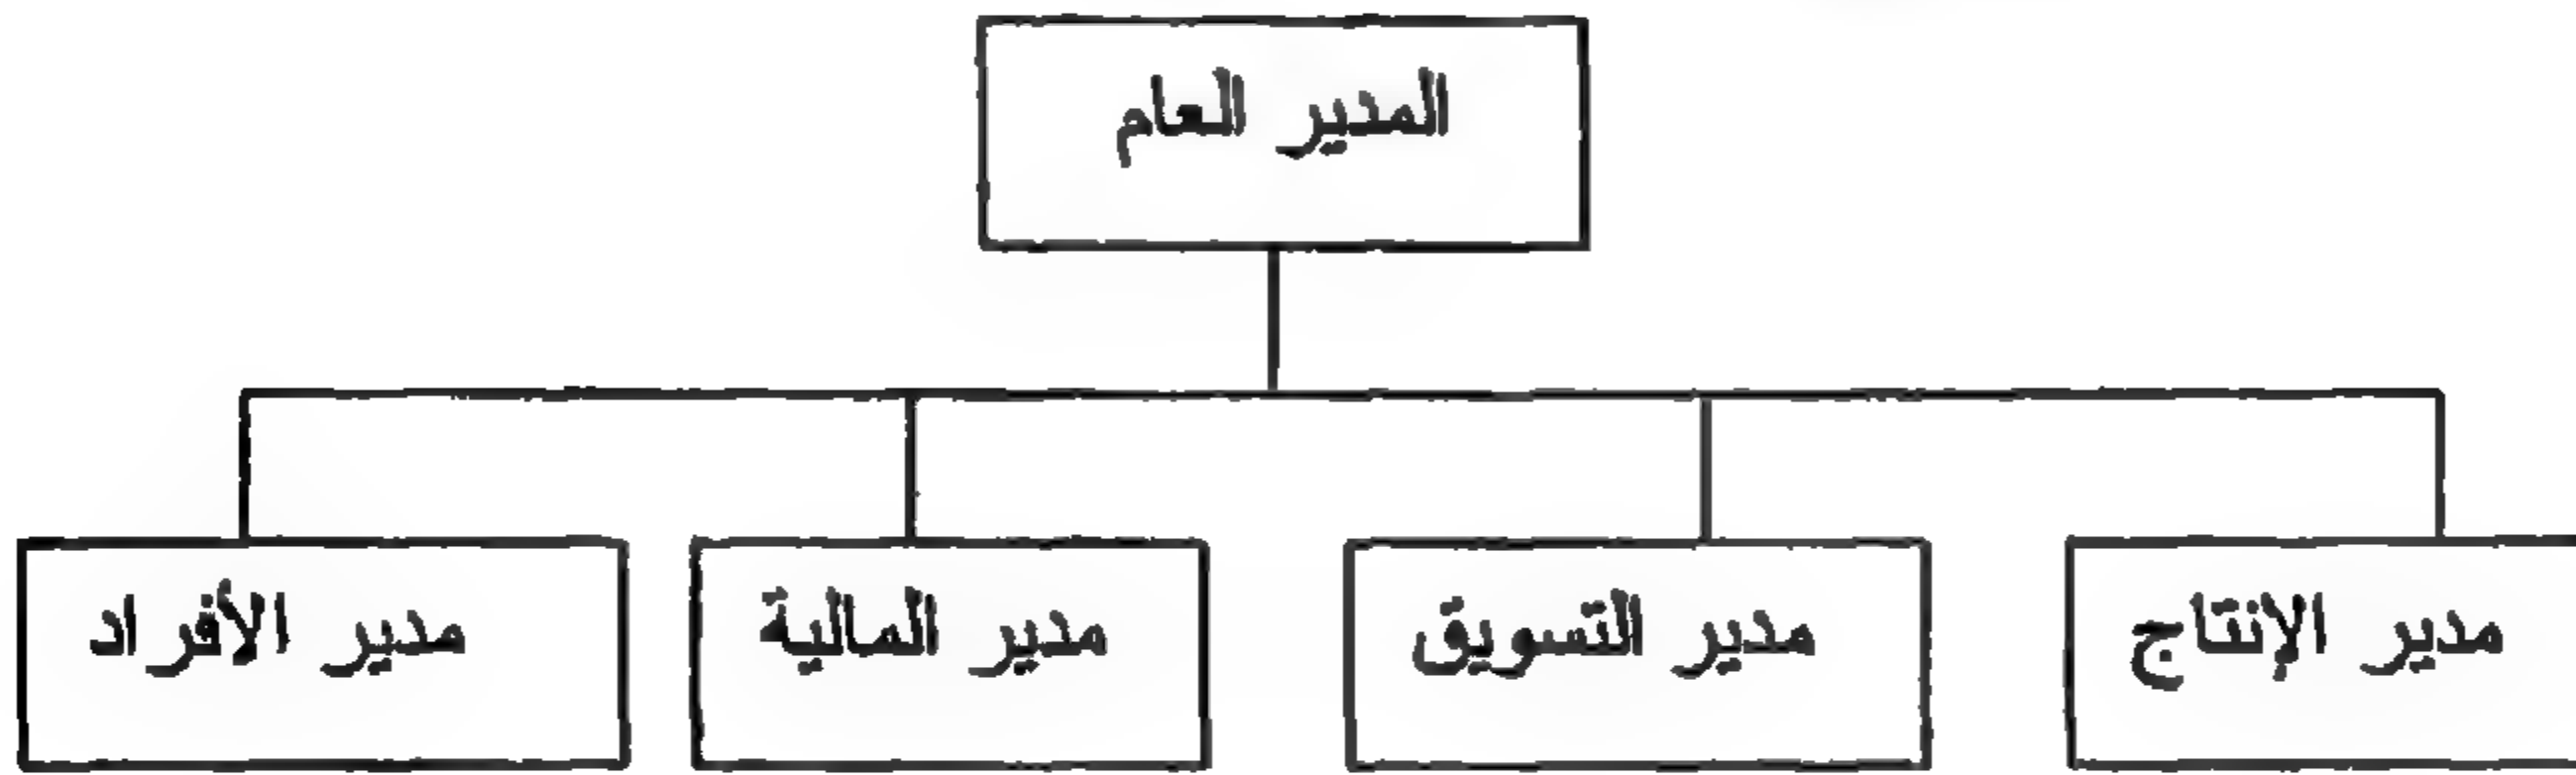 المدير العام
مدير الإنتاج
مدير التسويق
مدير المالية
مدير الأفراد